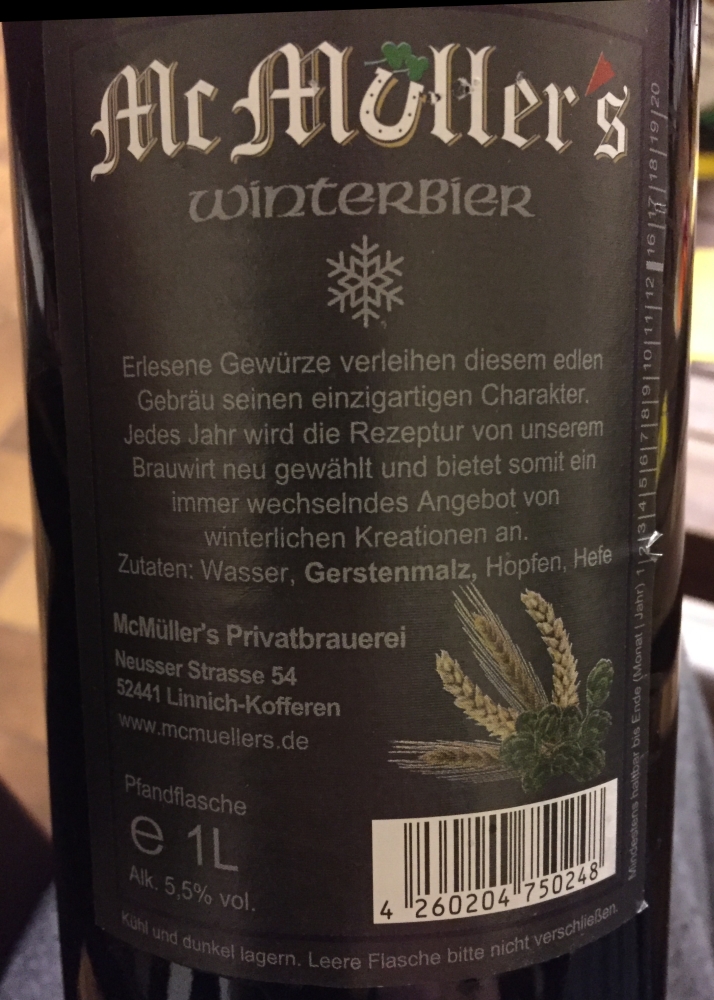 Mc Müller's
Winterbier
Erlesene Gewürze verleihen diesem edlen
Gebräu seinen einzigartigen Charakter.
Jedes Jahr wird die Rezeptur von unserem
Brauwirt neu gewählt und bietet somit ein
immer wechselndes Angebot von
winterlichen Kreationen an.
Zutaten: Wasser, Gerstenmalz, Hopfen, Hefe
McMüller's Privatbrauerei
Neusser Strasse 54
52441 Linnich-Kofferen
www.mcmuellers.de
Pfandflasche
e 1L
Alk. 5,5% vol.
4 260204 750248
Kühl und dunkel lagern. Leere Flasche bitte nicht verschließen.
Mindestens haltbar bis Ende (Monat | Jahr) 1|2|3|4|5|6|7|8|9|10|11|12 16|17|18|19|20